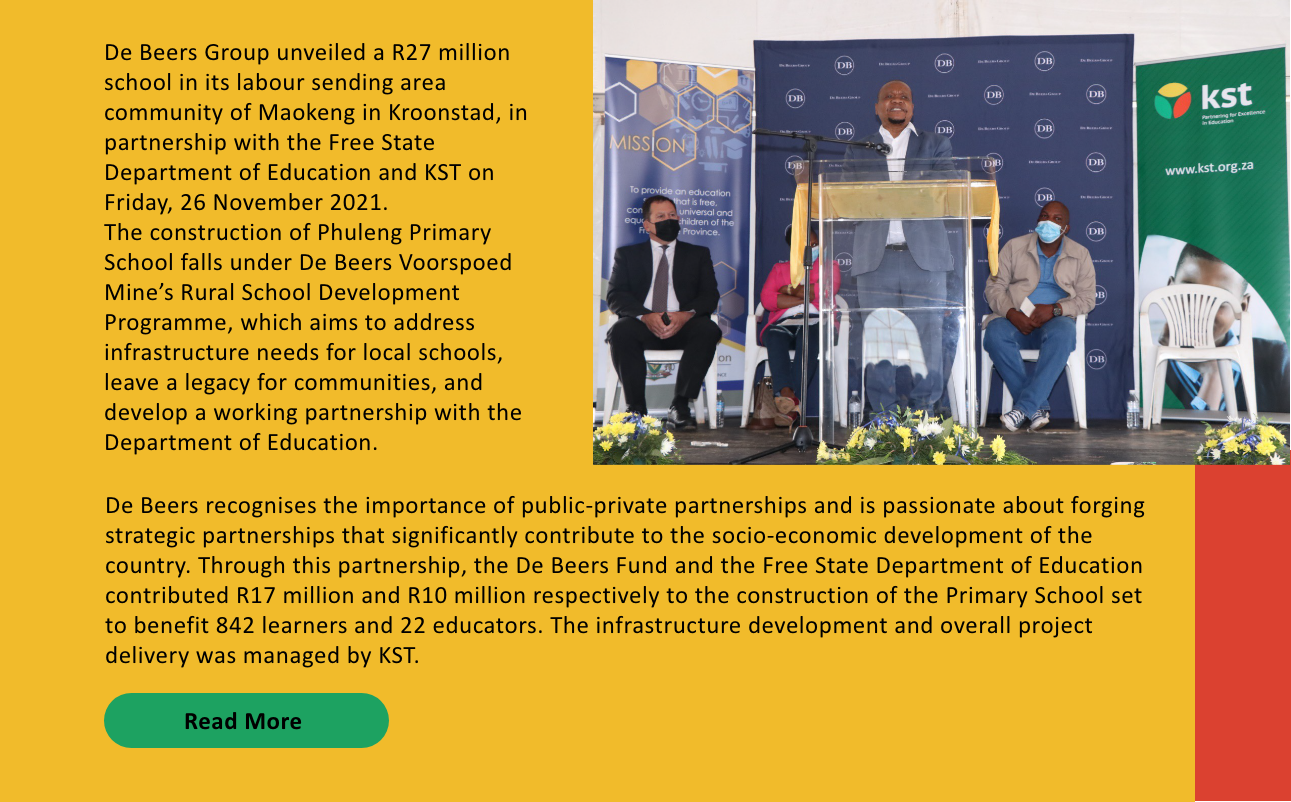 De Beers Group unveiled a R27 million
school in its labour sending area
community of Maokeng in Kroonstad, in
partnership with the Free State
Department of Education and KST on
Friday, 26 November 2021.
The construction of Phuleng Primary
School falls under De Beers Voorspoed
Mine’s Rural School Development
Programme, which aims to address
infrastructure needs for local schools,
leave a legacy for communities, and
develop a working partnership with the
Department of Education.
MISSION
To provide an education
that is free,
universal and
children of the
Province.
DB DB DB
DE BEERS GROUP
kst
Partnering for Excellence
in Education
www.kst.org.za
De Beers recognises the importance of public-private partnerships and is passionate about forging
strategic partnerships that significantly contribute to the socio-economic development of the
country. Through this partnership, the De Beers Fund and the Free State Department of Education
contributed R17 million and R10 million respectively to the construction of the Primary School set
to benefit 842 learners and 22 educators. The infrastructure development and overall project
delivery was managed by KST.
Read More